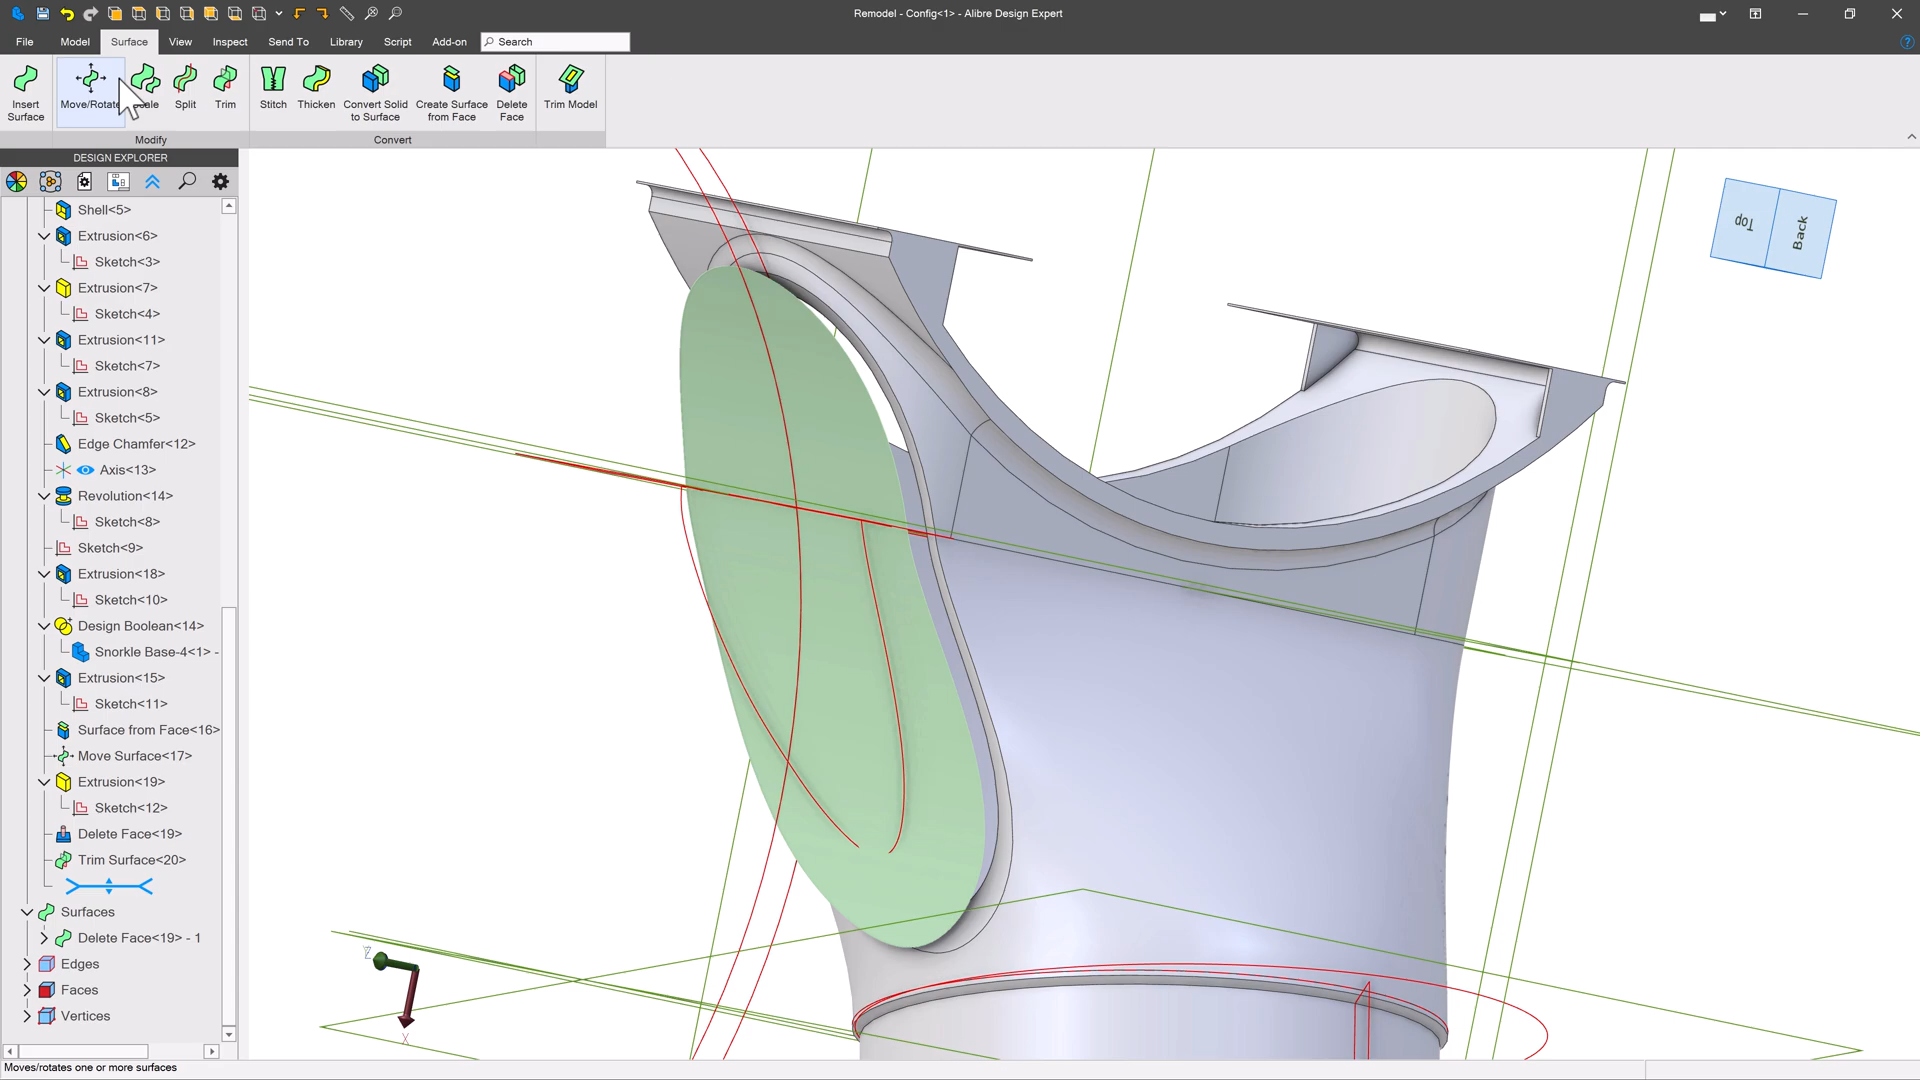 Remodel - Config<1> - Alibre Design Expert
File Model Surface View Inspect Send To Library Script Add-on Search
Insert Surface
Move/Rotate
Split
Trim
Stitch
Thicken
Convert Solid to Surface
Create Surface from Face
Delete Face
Trim Model
Modify
Convert
DESIGN EXPLORER
Shell<5>
Extrusion<6>
Sketch<3>
Extrusion<7>
Sketch<4>
Extrusion<11>
Sketch<7>
Extrusion<8>
Sketch<5>
Edge Chamfer<12>
Axis<13>
Revolution<14>
Sketch<8>
Sketch<9>
Extrusion<18>
Sketch<10>
Design Boolean<14>
Snorkle Base-4<1> -
Extrusion<15>
Sketch<11>
Surface from Face<16>
Move Surface<17>
Extrusion<19>
Sketch<12>
Delete Face<19>
Trim Surface<20>
Surfaces
Delete Face<19> - 1
Edges
Faces
Vertices
Top
Back
Z
X
Moves/rotates one or more surfaces